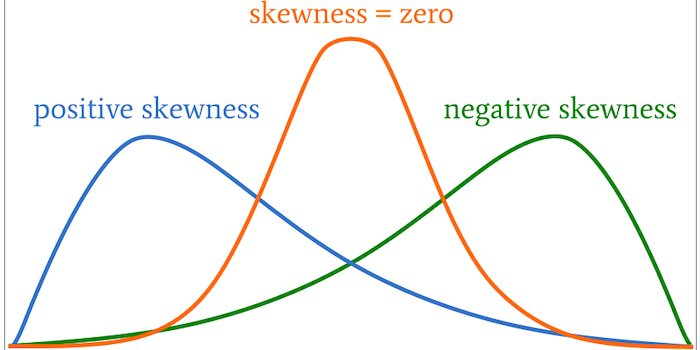 skewness = zero
positive skewness
negative skewness